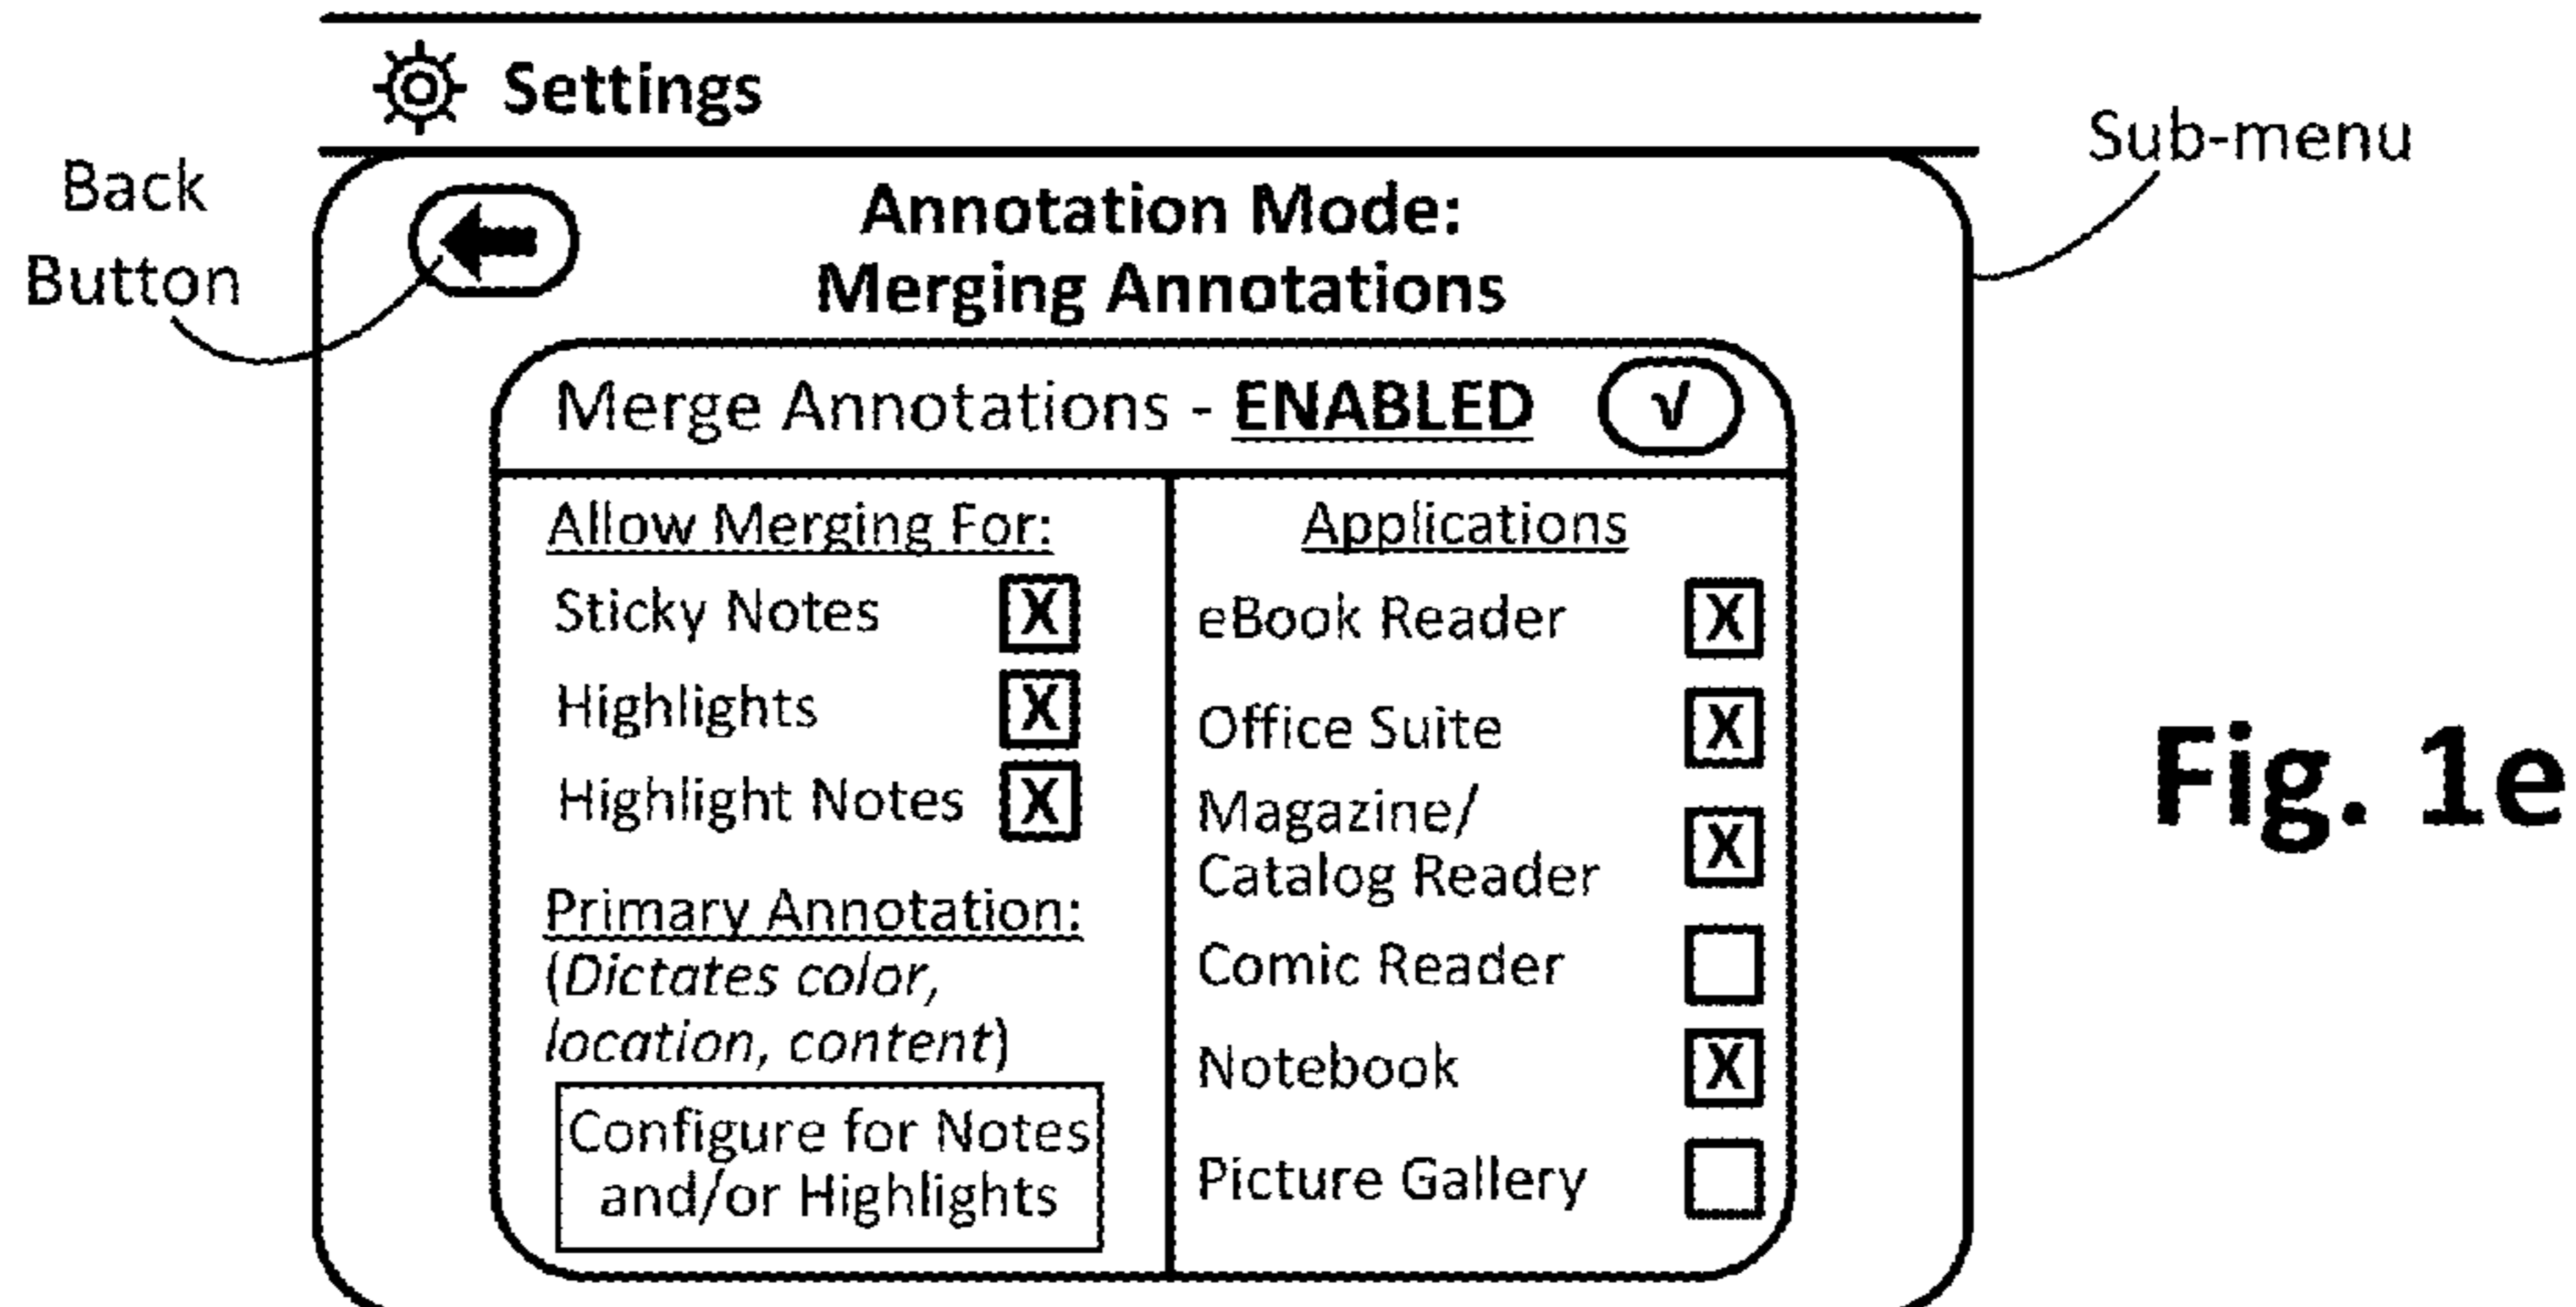 Settings
Back
Button
Sub-menu
Annotation Mode:
Merging Annotations
Merge Annotations - ENABLED √
Allow Merging For:
Sticky Notes X
Highlights X
Highlight Notes X
Primary Annotation:
(Dictates color,
location, content)
Configure for Notes
and/or Highlights
Applications
eBook Reader X
Office Suite X
Magazine/
Catalog Reader X
Comic Reader
Notebook X
Picture Gallery
Fig. 1e